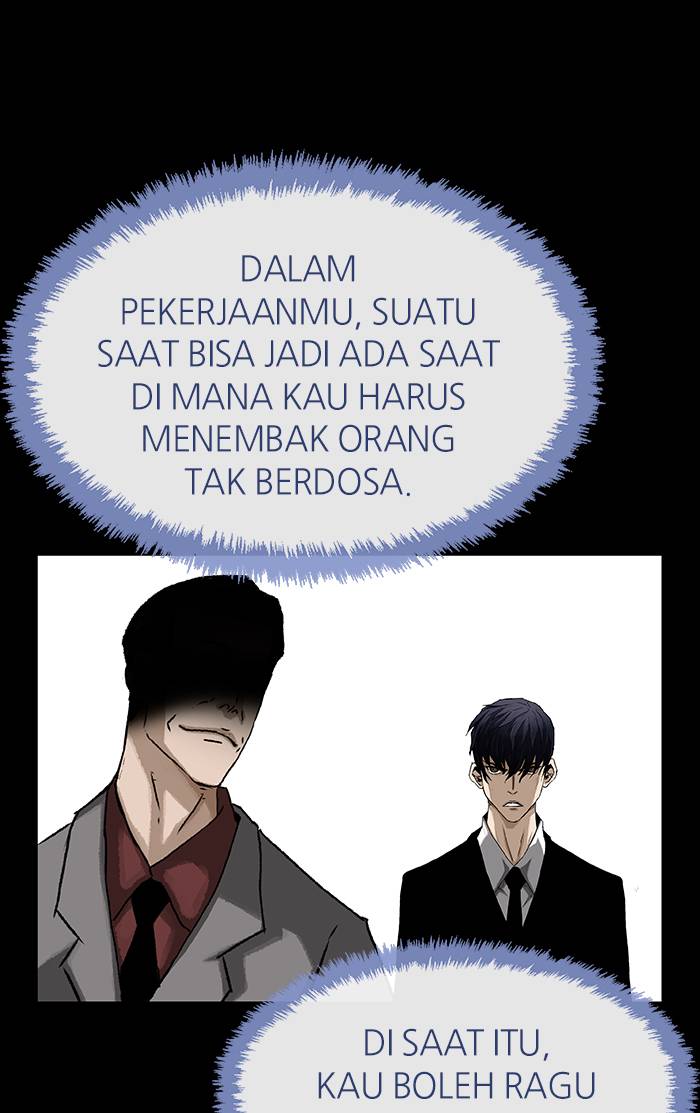 DALAM
PEKERJAANMU, SUATU
SAAT BISA JADI ADA SAAT
DI MANA KAU HARUS
MENEMBAK ORANG
TAK BERDOSA.
DI SAAT ITU,
KAU BOLEH RAGU